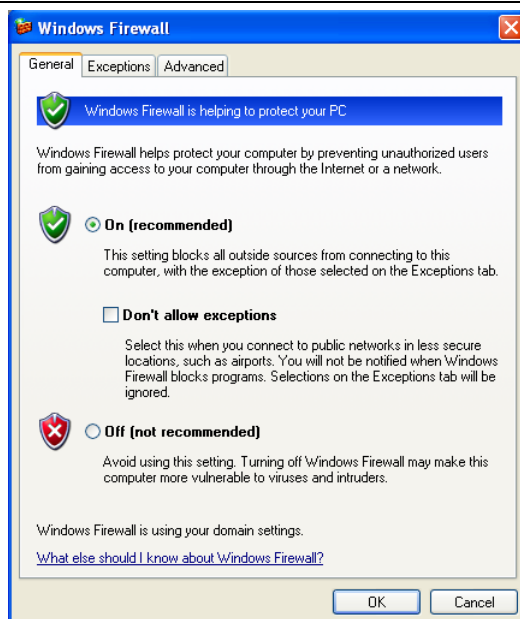 Windows Firewall
General Exceptions Advanced
Windows Firewall is helping to protect your PC
Windows Firewall helps protect your computer by preventing unauthorized users
from gaining access to your computer through the Internet or a network.
On (recommended)
This setting blocks all outside sources from connecting to this
computer, with the exception of those selected on the Exceptions tab.
Don't allow exceptions
Select this when you connect to public networks in less secure
locations, such as airports. You will not be notified when Windows
Firewall blocks programs. Selections on the Exceptions tab will be
ignored.
Off (not recommended)
Avoid using this setting. Turning off Windows Firewall may make this
computer more vulnerable to viruses and intruders.
Windows Firewall is using your domain settings.
What else should I know about Windows Firewall?
OK Cancel